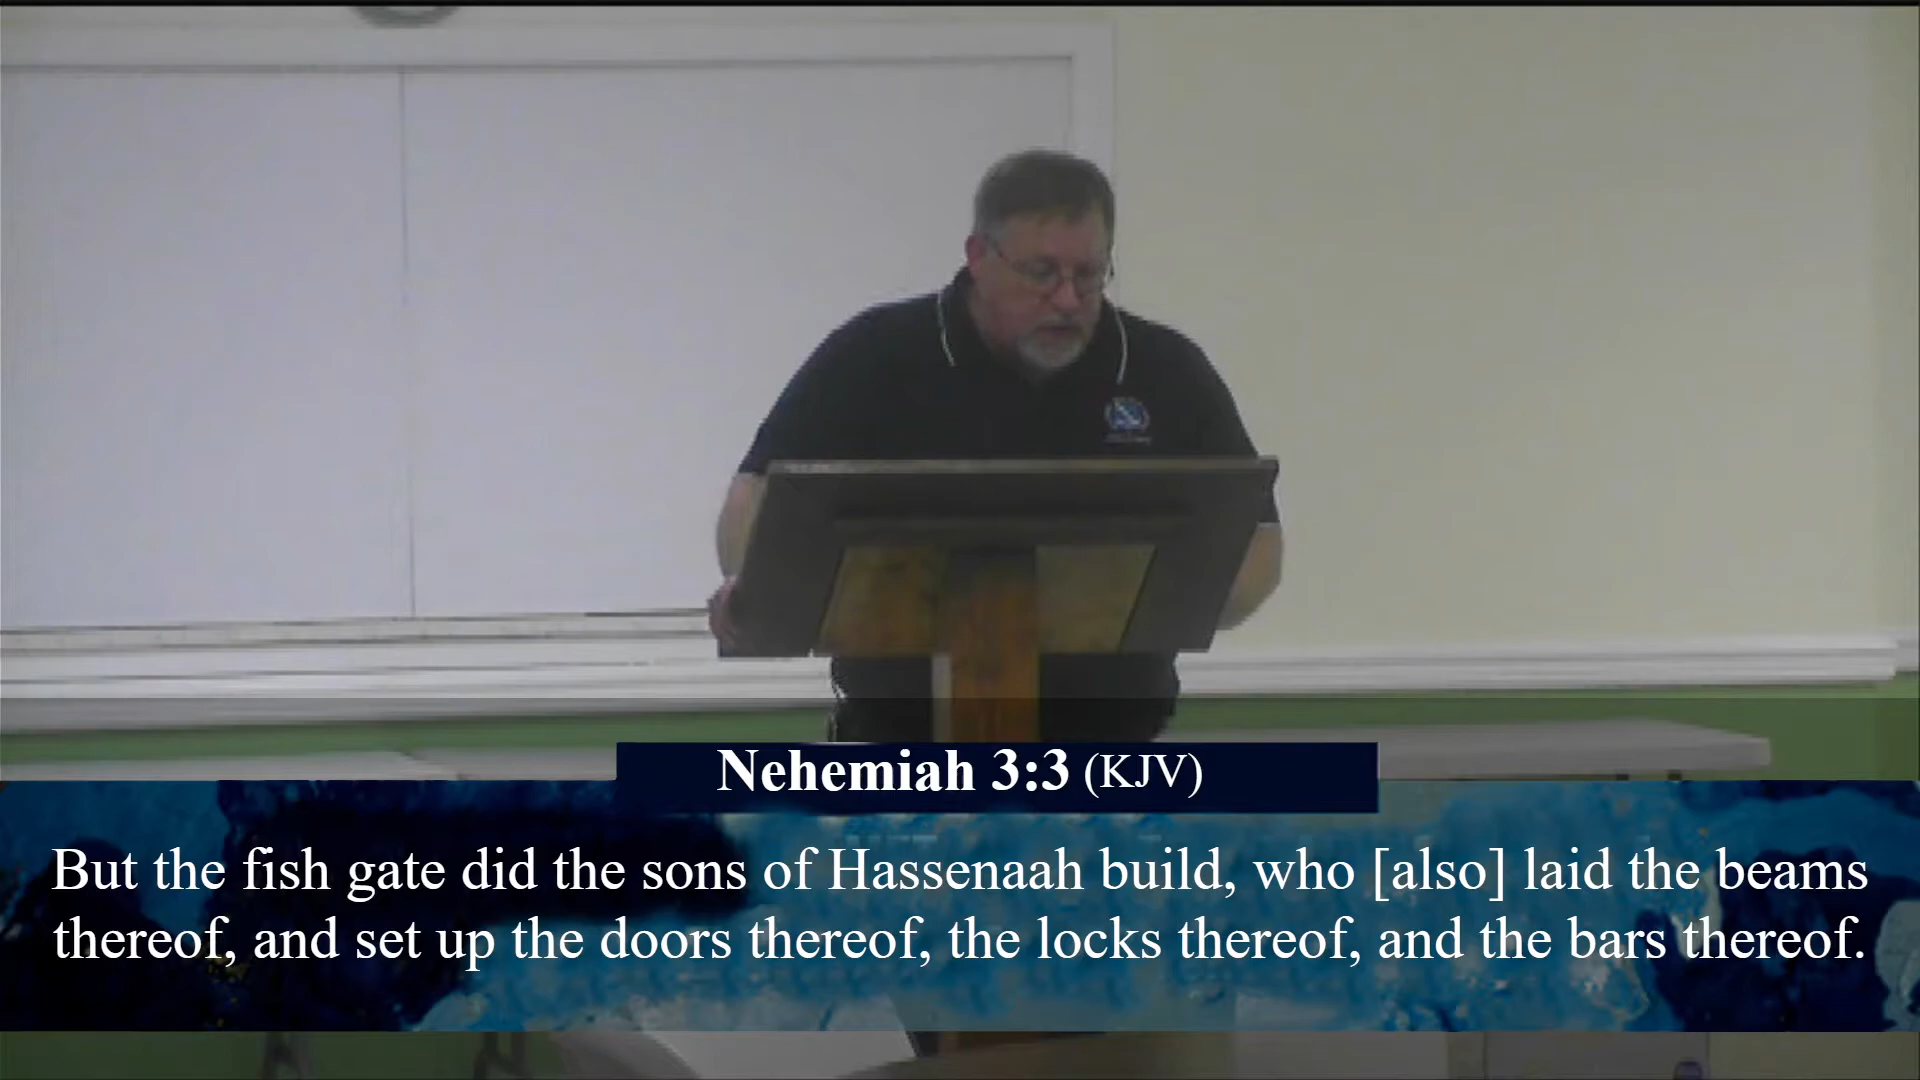 Nehemiah 3:3 (KJV)
But the fish gate did the sons of Hassenaah build, who [also] laid the beams
thereof, and set up the doors thereof, the locks thereof, and the bars thereof.